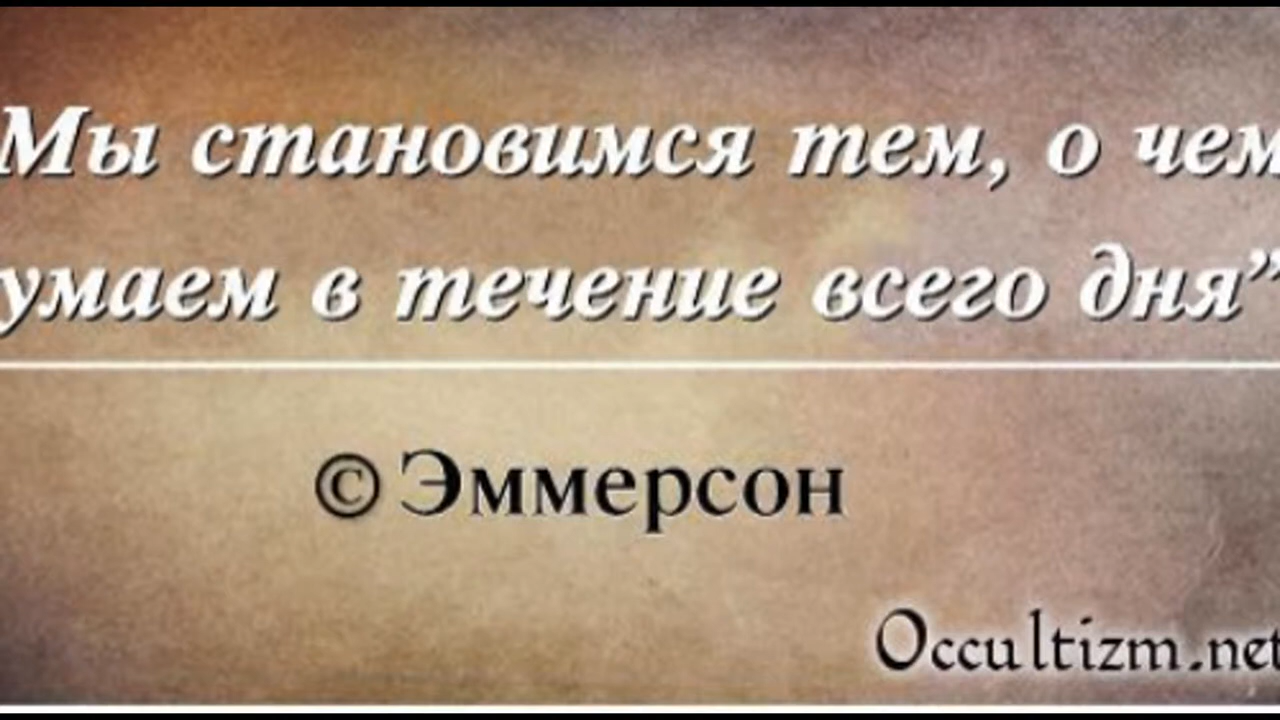 Мы становимся тем, о чем
умаем в течение всего дня”
© Эммерсон
Occultizm.net